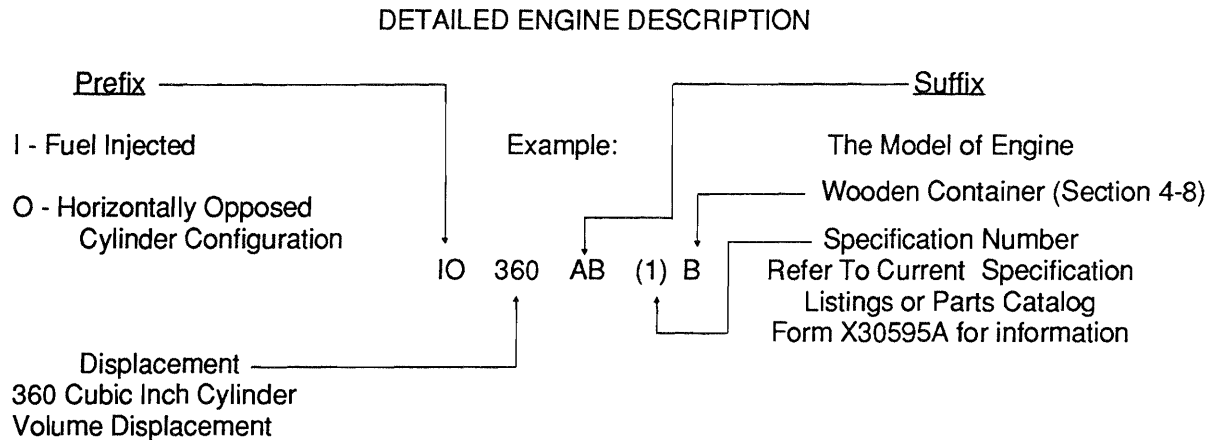 DETAILED ENGINE DESCRIPTION
Prefix
Suffix
I - Fuel Injected
Example:
The Model of Engine
Wooden Container (Section 4-8)
O - Horizontally Opposed
Cylinder Configuration
Specification Number
IO 360 AB (1) B
Refer To Current Specification
Listings or Parts Catalog
Form X30595A for information
Displacement
360 Cubic Inch Cylinder
Volume Displacement